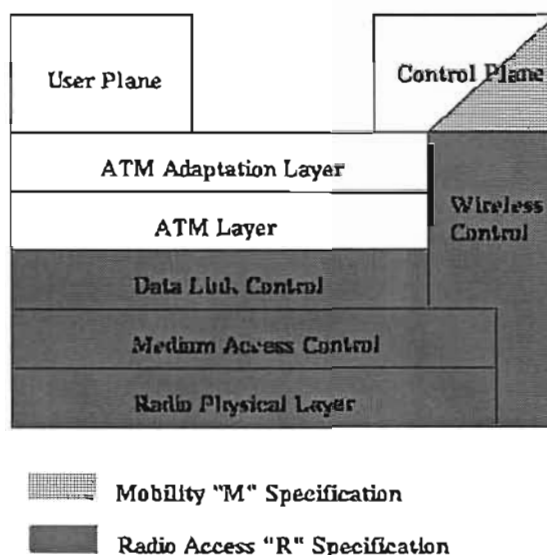 User Plane
Control Plane
ATM Adaptation Layer
ATM Layer
Wireless
Control
Data Link Control
Medium Access Control
Radio Physical Layer
Mobility "M" Specification
Radio Access "R" Specification